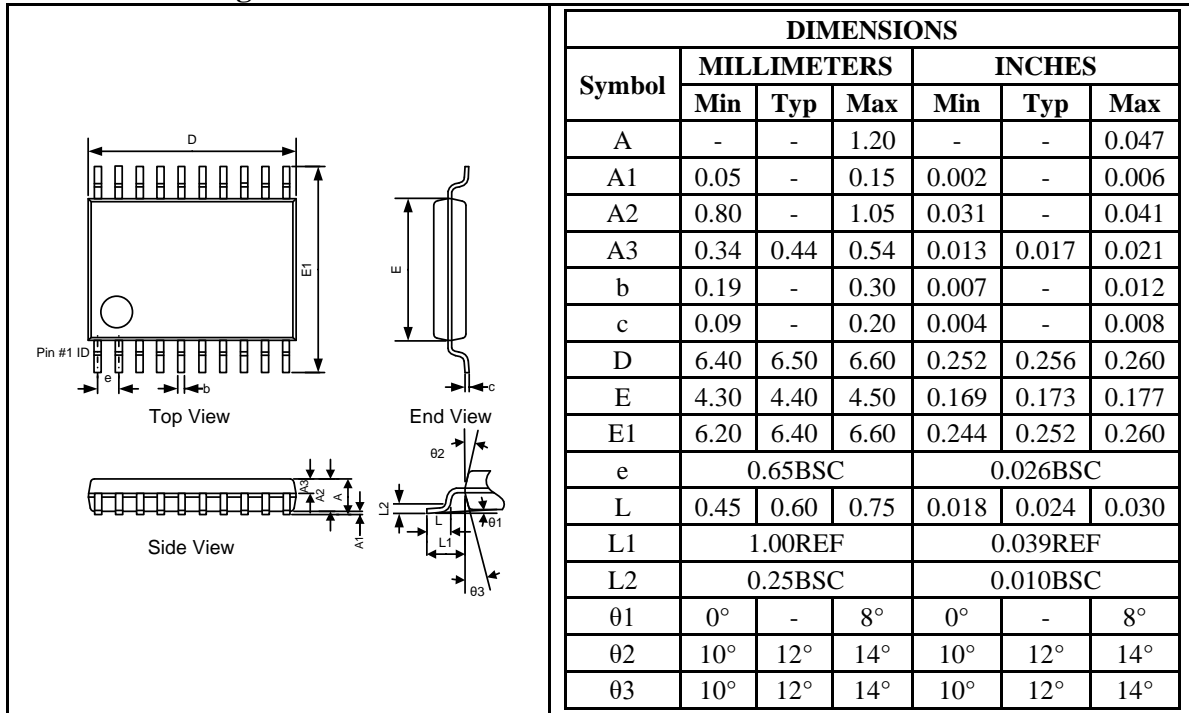 D
E1
E
Pin #1 ID
e
b
c
Top View
End View
θ2
A3
A2
A
A1
L2
L
L1
θ1
θ3
Side View
DIMENSIONS
Symbol MILLIMETERS INCHES
Min Typ Max Min Typ Max
A - - 1.20 - - 0.047
A1 0.05 - 0.15 0.002 - 0.006
A2 0.80 - 1.05 0.031 - 0.041
A3 0.34 0.44 0.54 0.013 0.017 0.021
b 0.19 - 0.30 0.007 - 0.012
c 0.09 - 0.20 0.004 - 0.008
D 6.40 6.50 6.60 0.252 0.256 0.260
E 4.30 4.40 4.50 0.169 0.173 0.177
E1 6.20 6.40 6.60 0.244 0.252 0.260
e 0.65BSC 0.026BSC
L 0.45 0.60 0.75 0.018 0.024 0.030
L1 1.00REF 0.039REF
L2 0.25BSC 0.010BSC
θ1 0° - 8° 0° - 8°
θ2 10° 12° 14° 10° 12° 14°
θ3 10° 12° 14° 10° 12° 14°